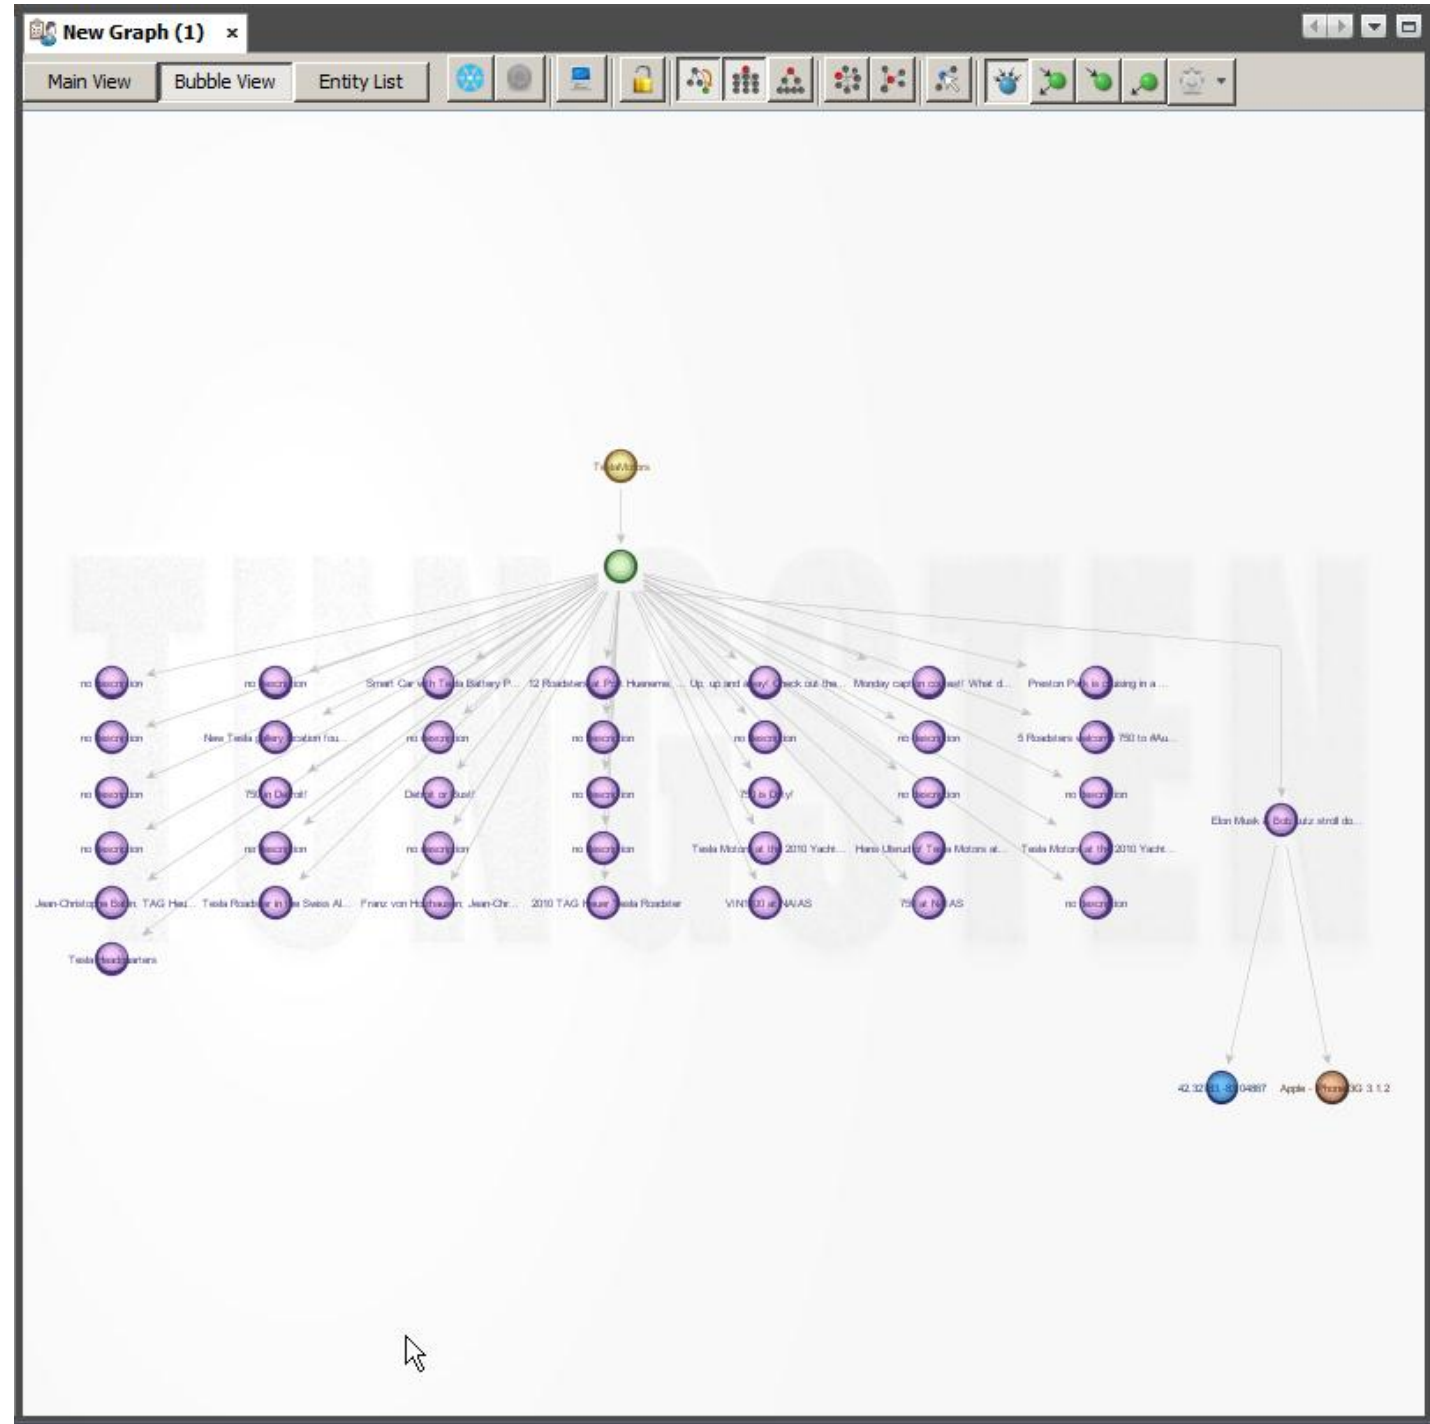 New Graph (1) x
Main View Bubble View Entity List
TeslaMotors
TUNGSTEN
no description no description Smart Car with Tesla Battery P... 12 Roadsters at Port Hueneme, ... Up, up and away! Check out the... Monday caption contest! What d... Preston Park is cruising in a ...
no description New Tesla gallery location fou... no description no description no description no description 5 Roadsters welcome 750 to #Au...
no description 750 in Detroit! Detroit or Bust! no description 750 is Dirty! no description no description
Elon Musk & Bob Lutz stroll do...
no description no description no description no description Tesla Motors at the 2010 Yacht... Hans Ulsrud of Tesla Motors at... Tesla Motors at the 2010 Yacht...
Jean-Christophe Babin, TAG Heu... Tesla Roadster in the Swiss Al... Franz von Holzhausen, Jean-Chr... 2010 TAG Heuer Tesla Roadster at NAIAS 750 at NAIAS no description
Tesla Headquarters
Apple - iPhone 3G 3.1.2